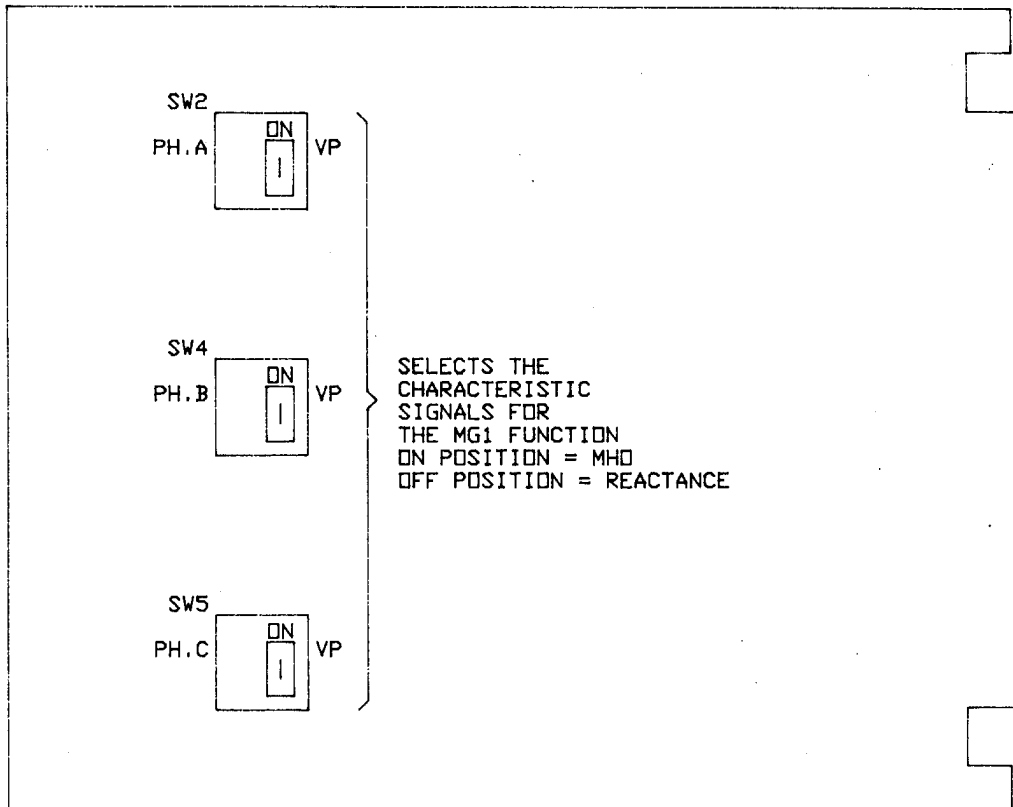 SW2
ON
PH.A
VP
SW4
ON
PH.B
VP
SELECTS THE
CHARACTERISTIC
SIGNALS FOR
THE MG1 FUNCTION
ON POSITION = MHO
OFF POSITION = REACTANCE
SW5
ON
PH.C
VP